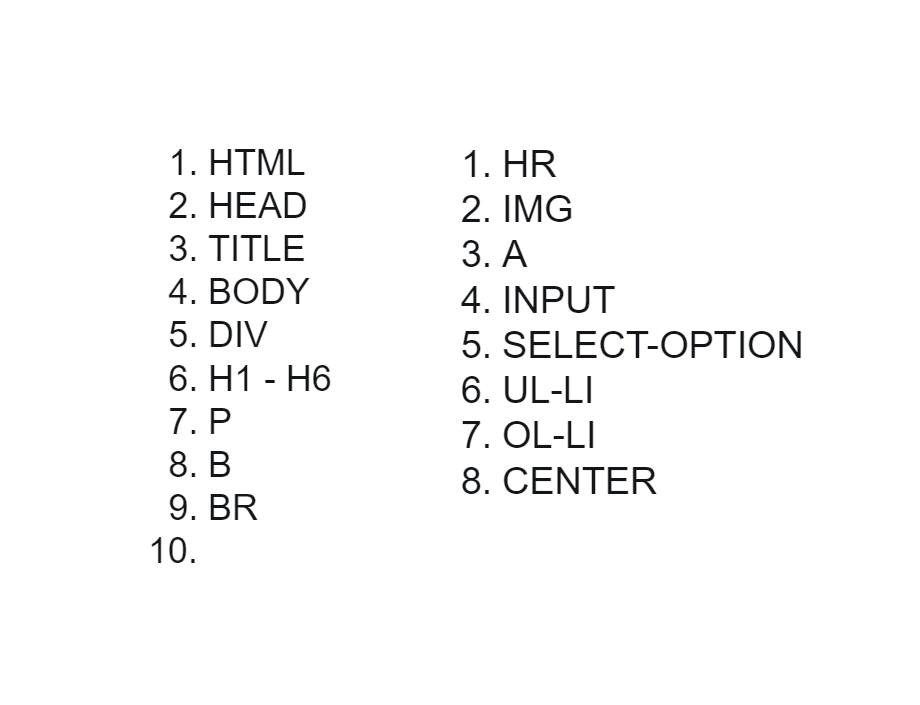 1. HTML
2. HEAD
3. TITLE
4. BODY
5. DIV
6. H1 - H6
7. P
8. B
9. BR
10.
1. HR
2. IMG
3. A
4. INPUT
5. SELECT-OPTION
6. UL-LI
7. OL-LI
8. CENTER